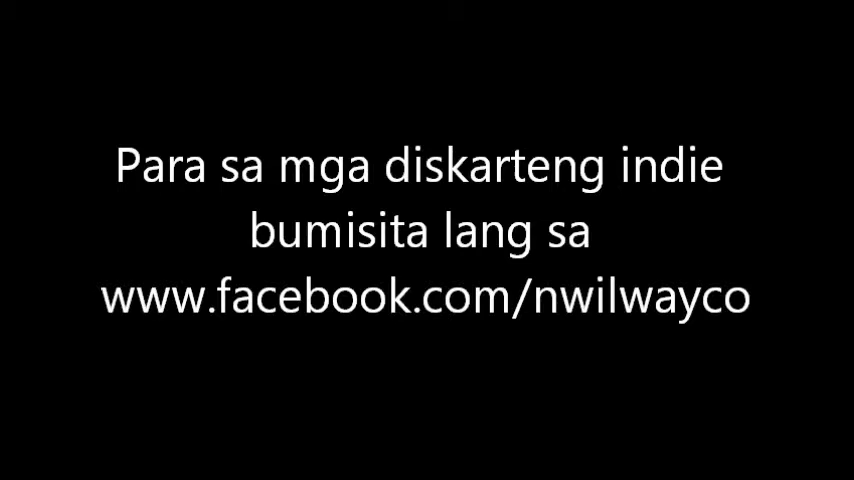 Para sa mga diskarteng indie
bumisita lang sa
www.facebook.com/nwilwayco